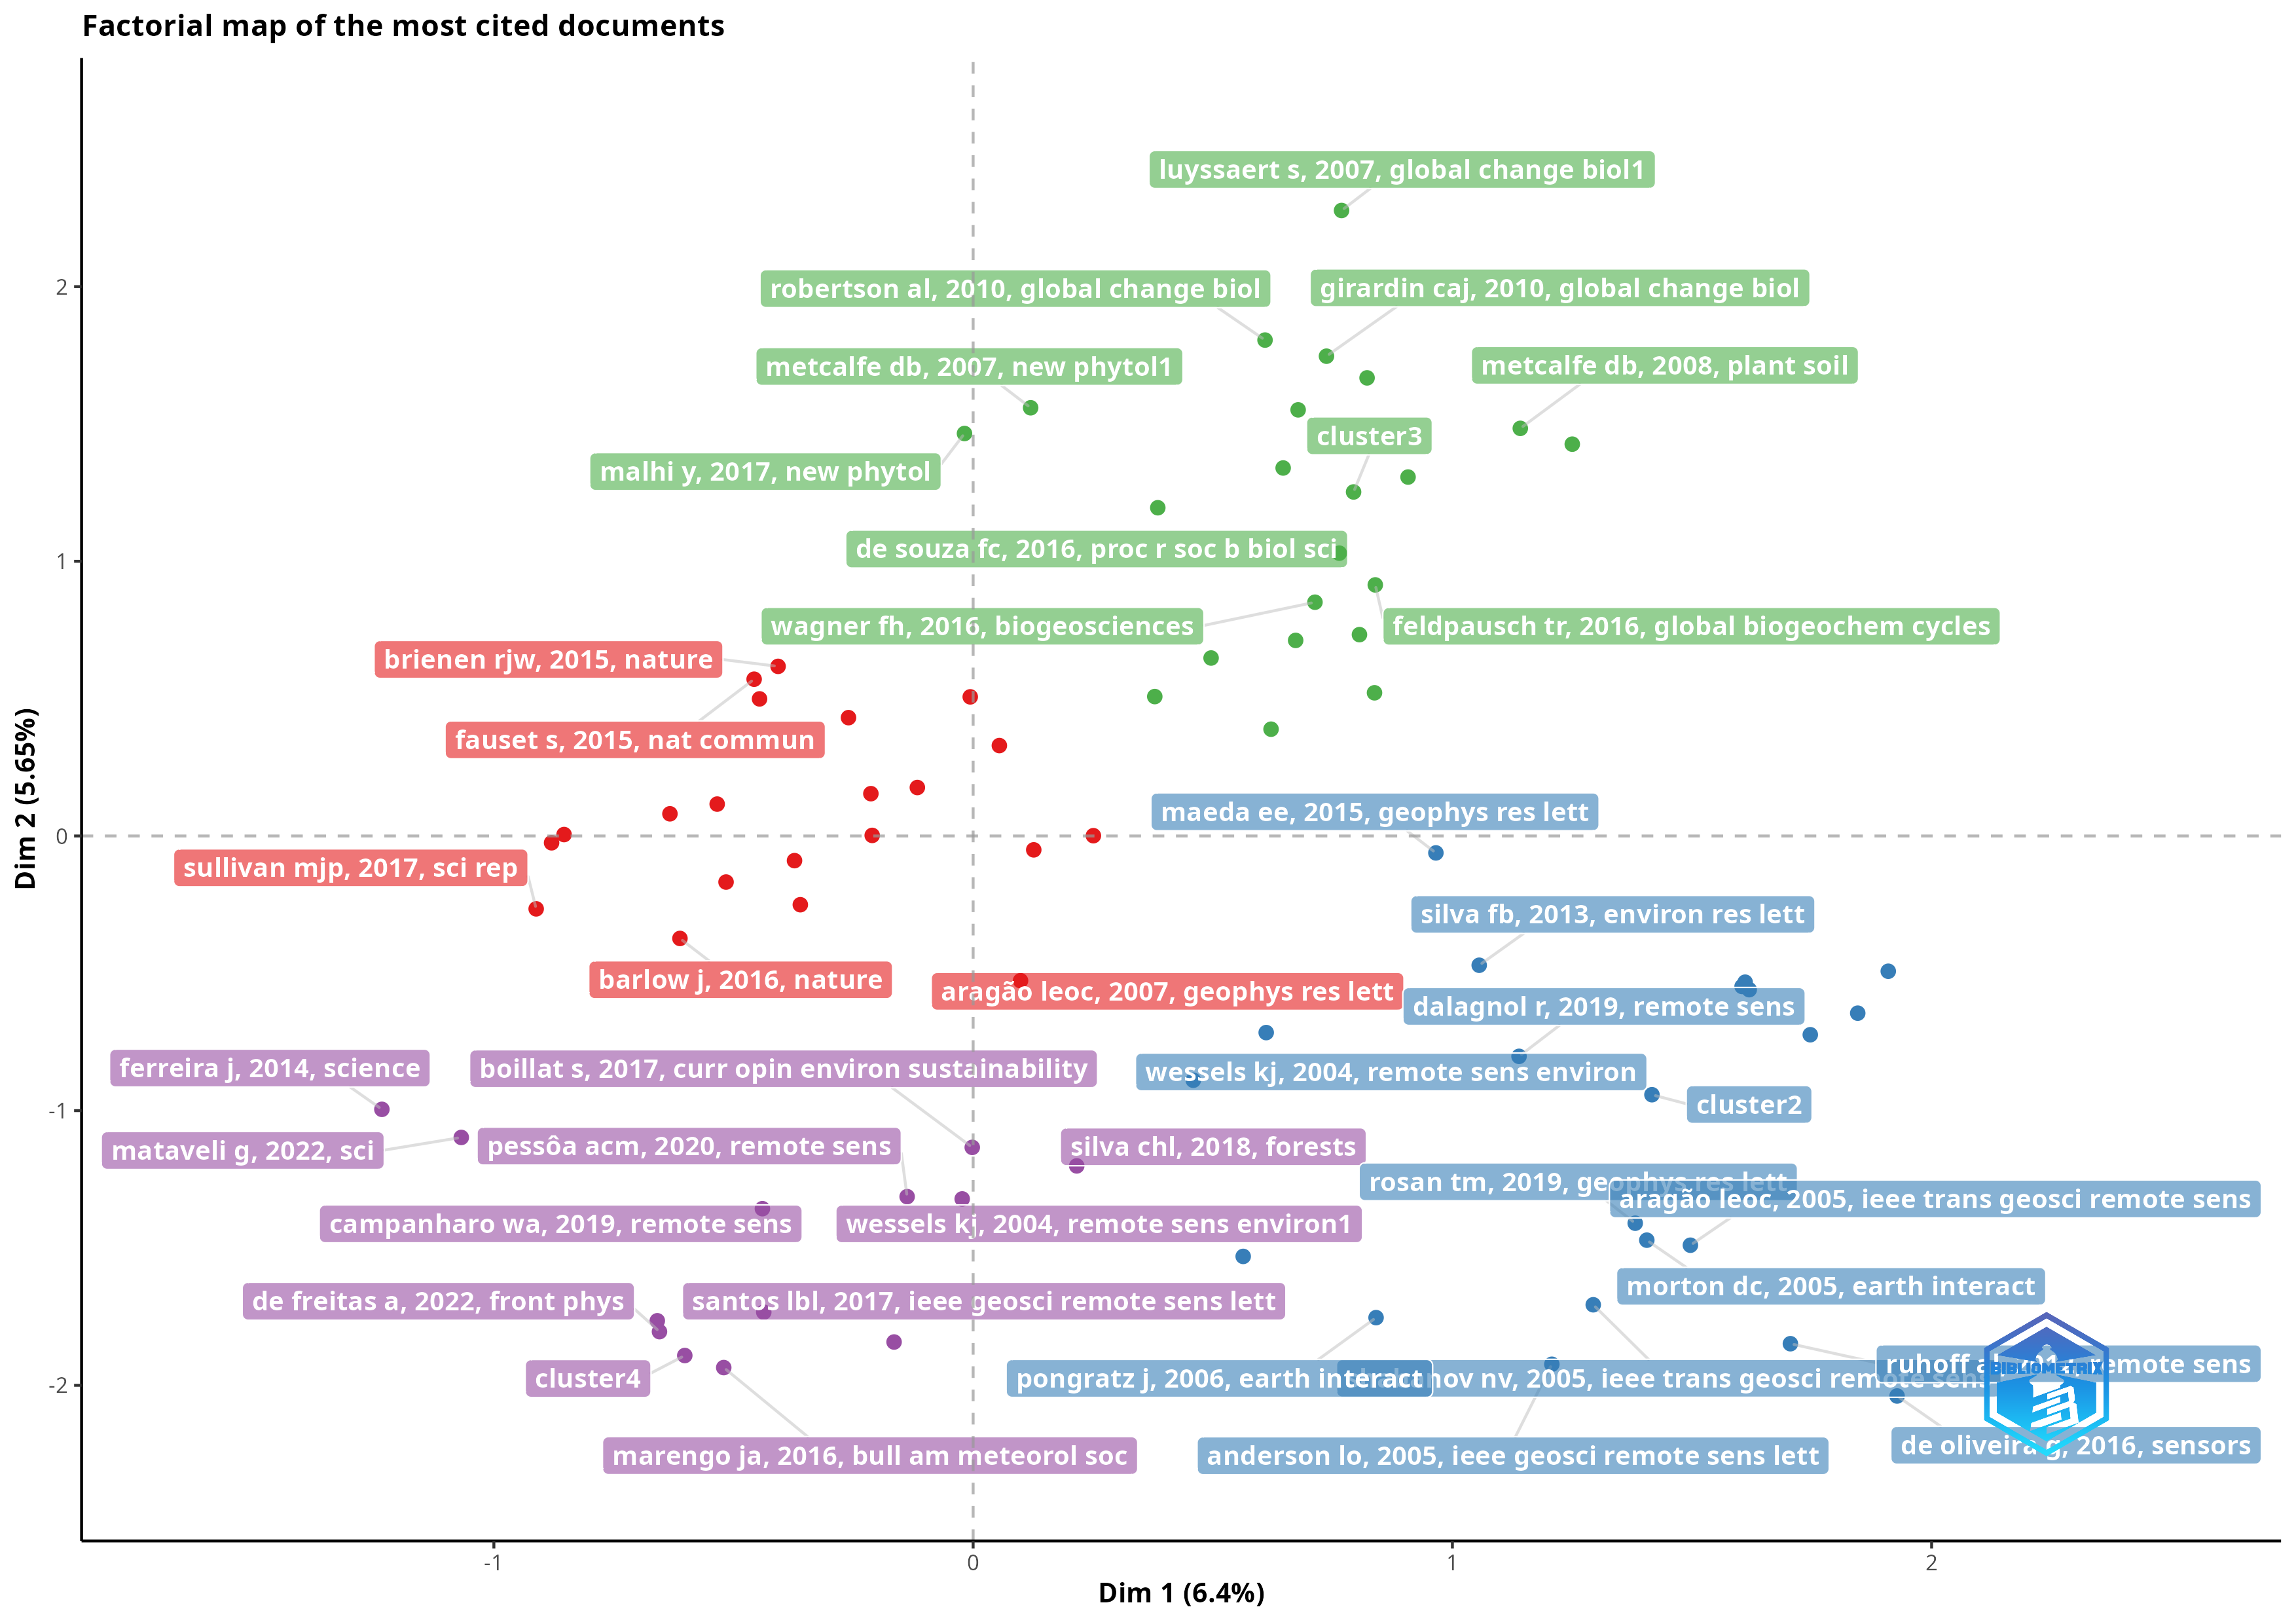 Factorial map of the most cited documents
luyssaert s, 2007, global change biol1
robertson al, 2010, global change biol
girardin caj, 2010, global change biol
metcalfe db, 2007, new phytol1
metcalfe db, 2008, plant soil
cluster3
malhi y, 2017, new phytol
de souza fc, 2016, proc r soc b biol sci
wagner fh, 2016, biogeosciences
feldpausch tr, 2016, global biogeochem cycles
brienen rjw, 2015, nature
fauset s, 2015, nat commun
maeda ee, 2015, geophys res lett
sullivan mjp, 2017, sci rep
silva fb, 2013, environ res lett
barlow j, 2016, nature
aragão leoc, 2007, geophys res lett
dalagnol r, 2019, remote sens
ferreira j, 2014, science
boillat s, 2017, curr opin environ sustainability
wessels kj, 2004, remote sens environ
cluster2
mataveli g, 2022, sci
pessôa acm, 2020, remote sens
silva chl, 2018, forests
rosan tm, 2019, geophys res lett
aragão leoc, 2005, ieee trans geosci remote sens
campanharo wa, 2019, remote sens
wessels kj, 2004, remote sens environ1
morton dc, 2005, earth interact
de freitas a, 2022, front phys
santos lbl, 2017, ieee geosci remote sens lett
ruhoff remote sens
BIBLIOMETRIX
cluster4
pongratz j, 2006, earth interact
nv, 2005, ieee trans geosci remote sens
marengo ja, 2016, bull am meteorol soc
anderson lo, 2005, ieee geosci remote sens lett
de oliveira g, 2016, sensors
2
1
0
-1
-2
-1
0
1
2
Dim 1 (6.4%)
Dim 2 (5.65%)